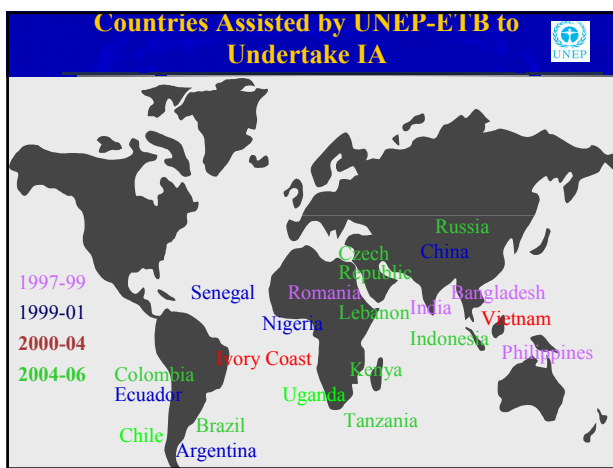 Countries Assisted by UNEP-ETB to
Undertake IA
UNEP
Russia
China
Czech
Republic
1997-99
Senegal
Romania
India
Bangladesh
1999-01
Nigeria
Lebanon
Vietnam
2000-04
Indonesia
Ivory Coast
Philippines
2004-06
Colombia
Kenya
Ecuador
Uganda
Brazil
Tanzania
Chile
Argentina